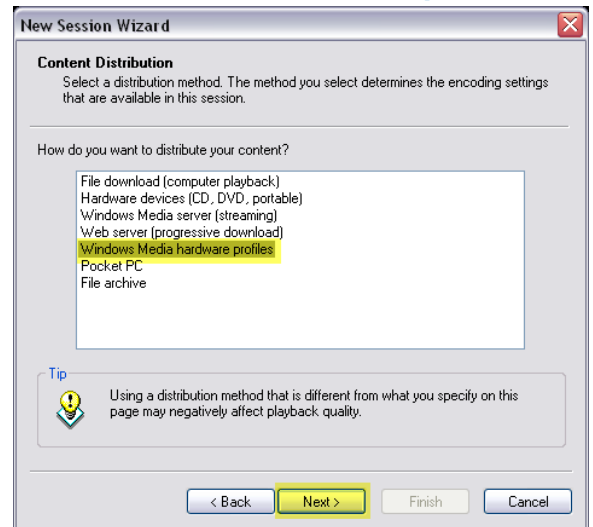 New Session Wizard
Content Distribution
Select a distribution method. The method you select determines the encoding settings
that are available in this session.
How do you want to distribute your content?
File download (computer playback)
Hardware devices (CD, DVD, portable)
Windows Media server (streaming)
Web server (progressive download)
Windows Media hardware profiles
Pocket PC
File archive
Tip
Using a distribution method that is different from what you specify on this
page may negatively affect playback quality.
< Back Next > Finish Cancel